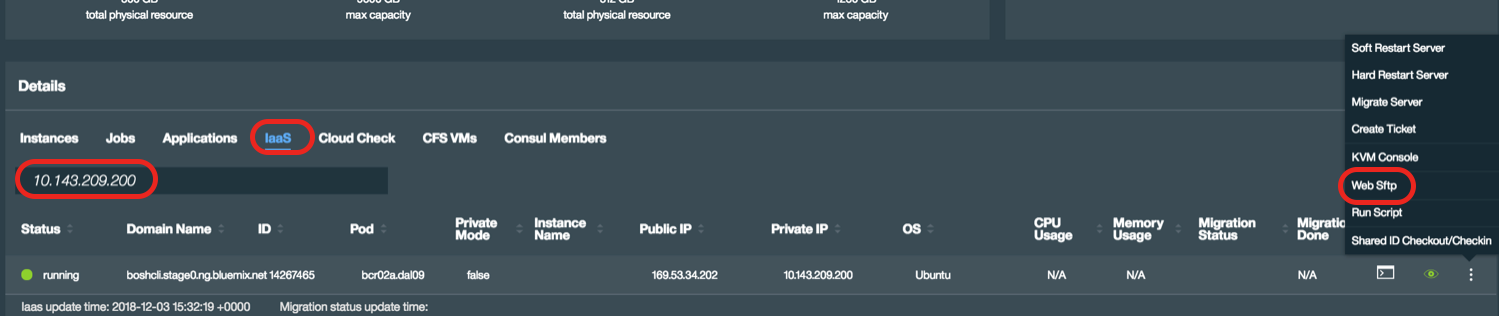 total physical resource max capacity total physical resource max capacity
Soft Restart Server
Hard Restart Server
Details
Migrate Server
Create Ticket
Instances Jobs Applications IaaS Cloud Check CFS VMs Consul Members
KVM Console
10.143.209.200
Web Sftp
Run Script
Status Domain Name ID Pod Private Mode Instance Name Public IP Private IP OS CPU Usage Memory Usage Migration Status Done
Shared ID Checkout/Checkin
running boshcli.stage0.ng.bluemix.net 14267465 bcr02a.dal09 false 169.53.34.202 10.143.209.200 Ubuntu N/A N/A N/A
Iaas update time: 2018-12-03 15:32:19 +0000 Migration status update time: